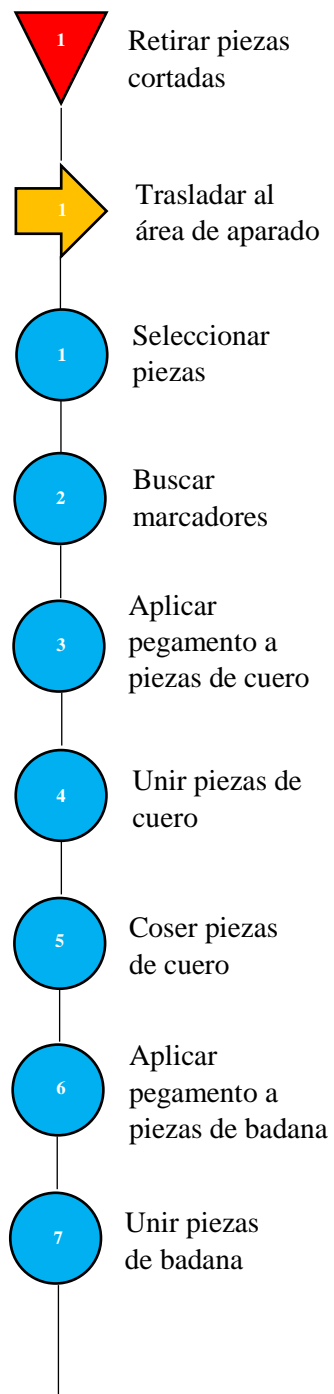 1
Retirar piezas
cortadas
1
Trasladar al
área de aparado
1
Seleccionar
piezas
2
Buscar
marcadores
3
Aplicar
pegamento a
piezas de cuero
4
Unir piezas de
cuero
5
Coser piezas
de cuero
6
Aplicar
pegamento a
piezas de badana
7
Unir piezas
de badana